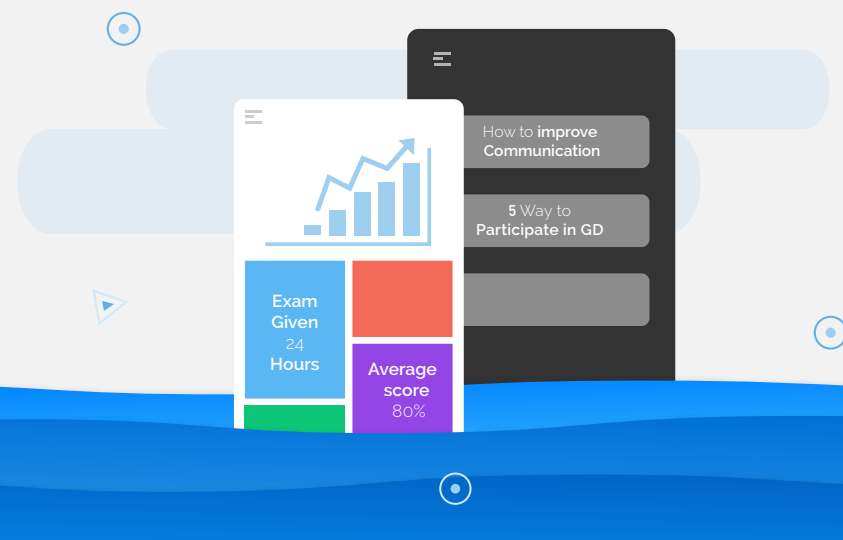 How to improve
Communication
5 Way to
Participate in GD
Exam
Given
24
Hours
Average
score
80%